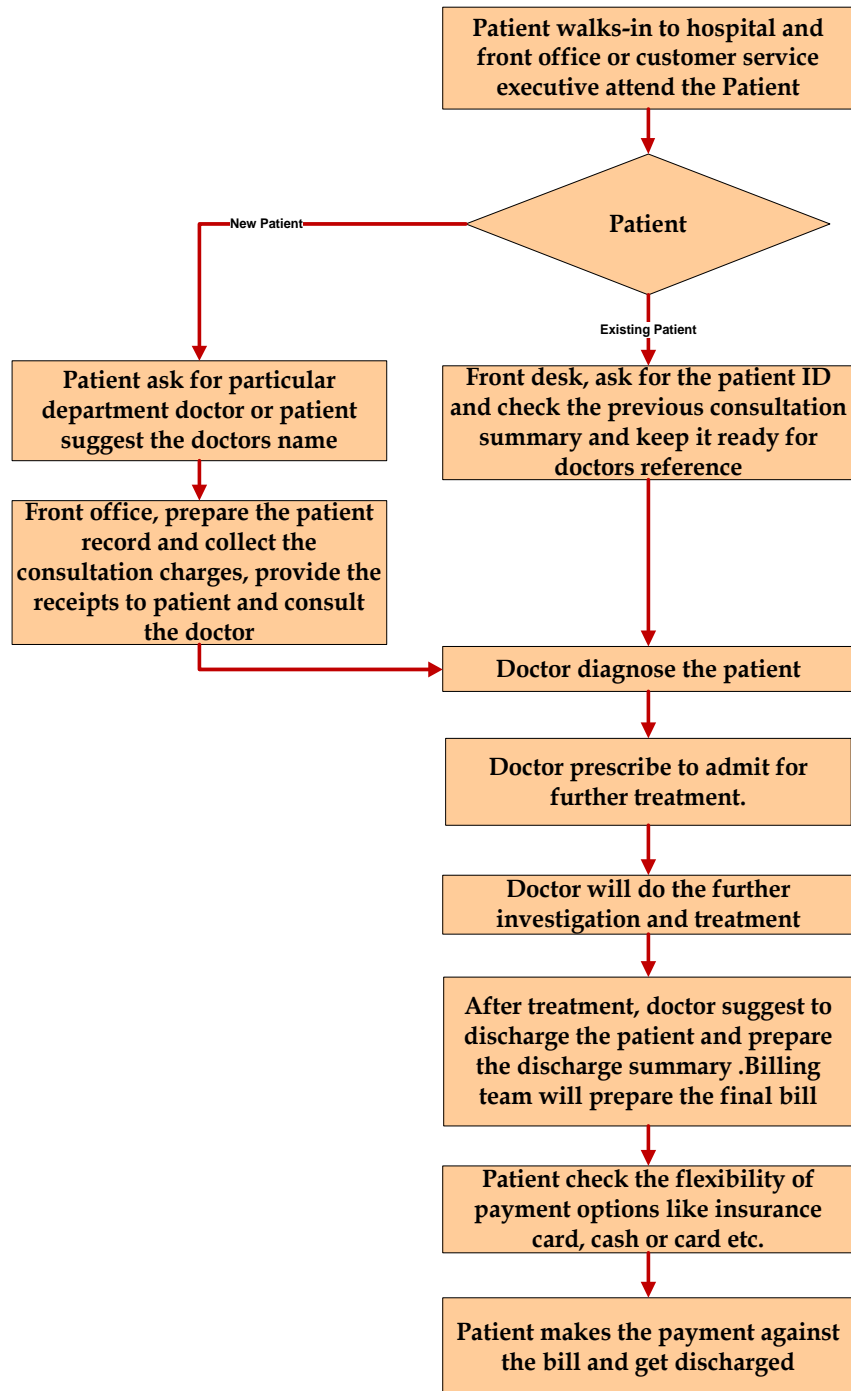 Patient walks-in to hospital and
front office or customer service
executive attend the Patient
Patient
New Patient
Existing Patient
Patient ask for particular
department doctor or patient
suggest the doctors name
Front desk, ask for the patient ID
and check the previous consultation
summary and keep it ready for
doctors reference
Front office, prepare the patient
record and collect the
consultation charges, provide the
receipts to patient and consult
the doctor
Doctor diagnose the patient
Doctor prescribe to admit for
further treatment.
Doctor will do the further
investigation and treatment
After treatment, doctor suggest to
discharge the patient and prepare
the discharge summary .Billing
team will prepare the final bill
Patient check the flexibility of
payment options like insurance
card, cash or card etc.
Patient makes the payment against
the bill and get discharged